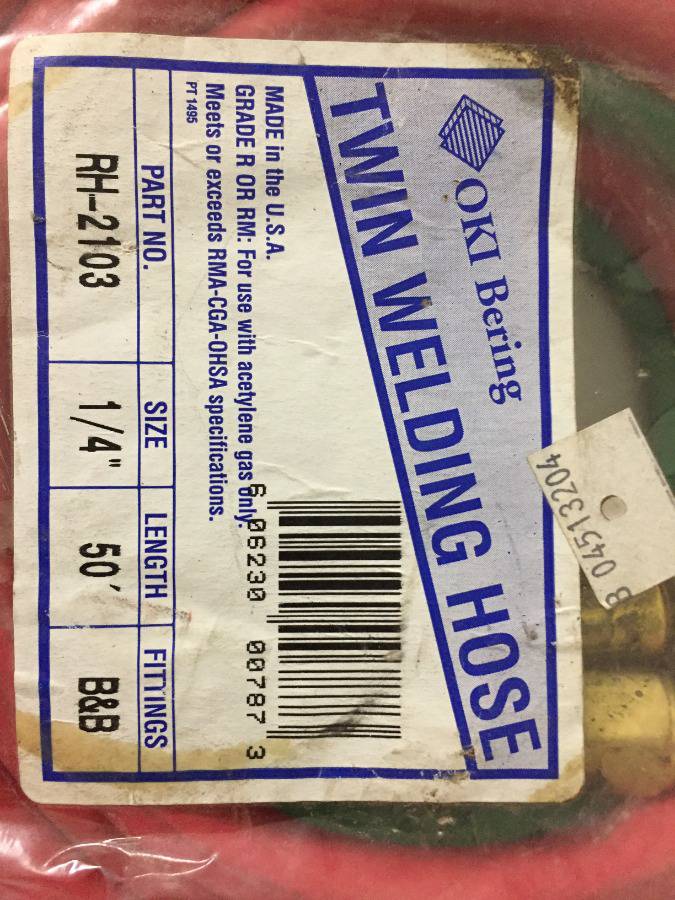 OKI Bering
TWIN WELDING HOSE
MADE in the U.S.A.
GRADE R OR RM: For use with acetylene gas only.
Meets or exceeds RMA-CGA-OHSA specifications.
PT 1495
6 06230 00787 3
PART NO. SIZE LENGTH FITTINGS
RH-2103 1/4" 50' B&B
B 04513204